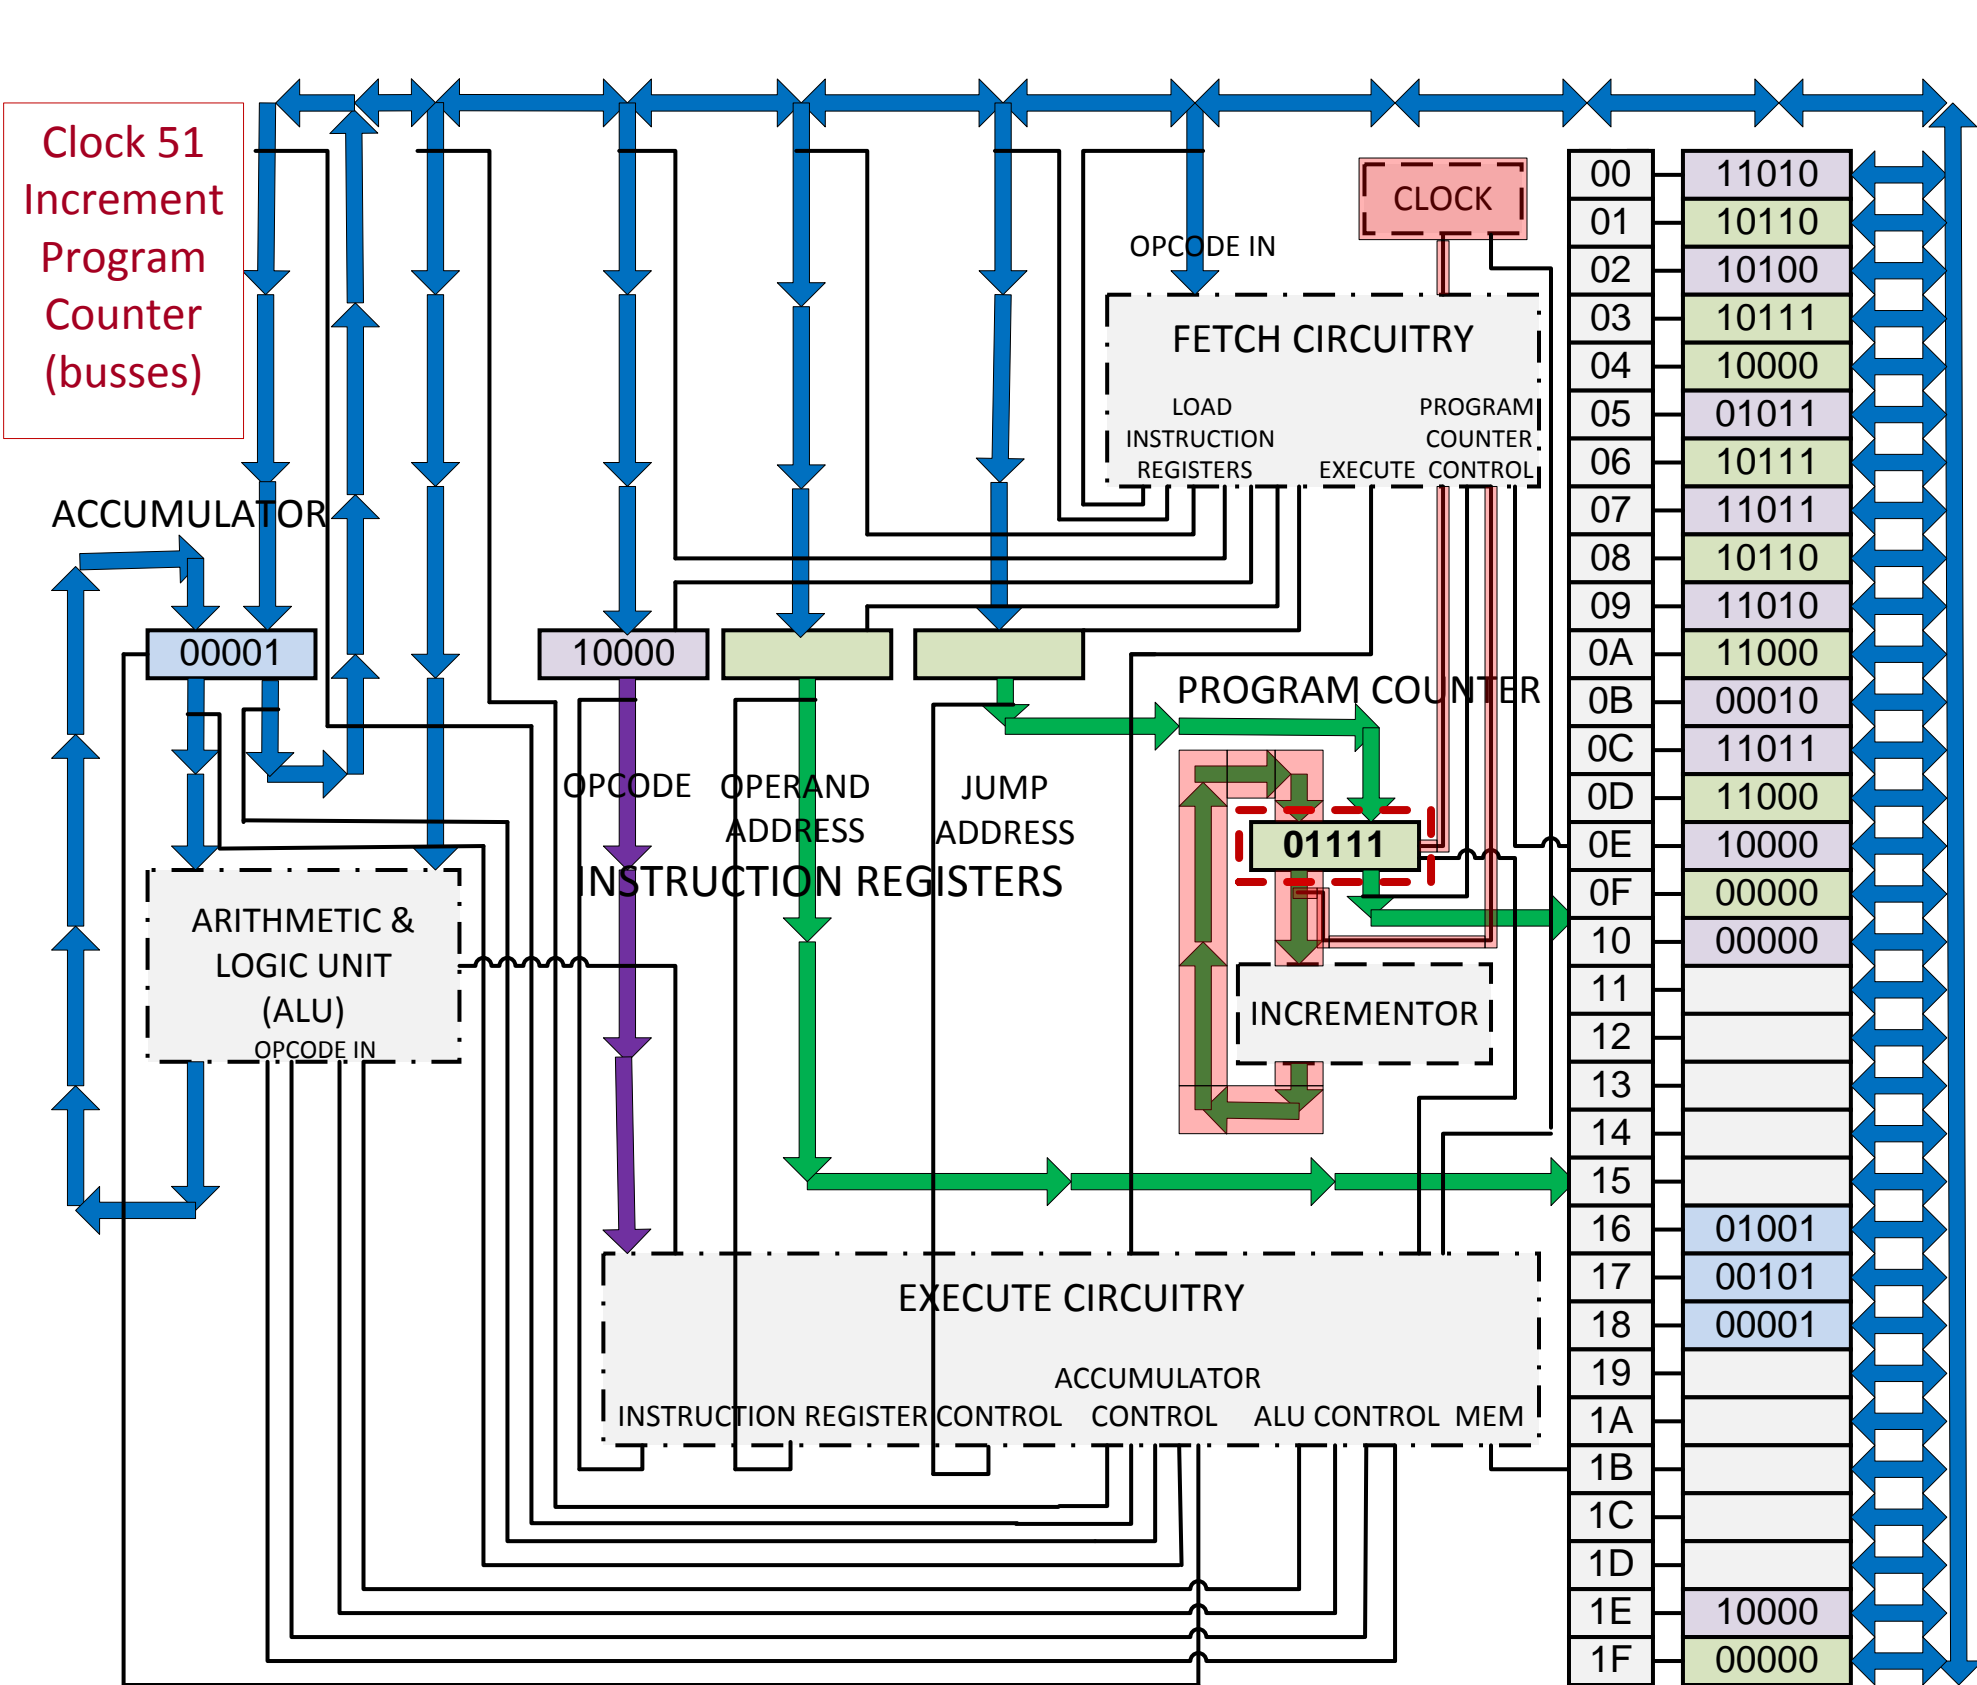 Clock 51
Increment
Program
Counter
(busses)
CLOCK
OPCODE IN
FETCH CIRCUITRY
LOAD
INSTRUCTION
REGISTERS
EXECUTE
PROGRAM
COUNTER
CONTROL
ACCUMULATOR
00001
10000
PROGRAM COUNTER
OPCODE
OPERAND
ADDRESS
JUMP
ADDRESS
INSTRUCTION REGISTERS
01111
ARITHMETIC &
LOGIC UNIT
(ALU)
OPCODE IN
INCREMENTOR
EXECUTE CIRCUITRY
INSTRUCTION REGISTER CONTROL
ACCUMULATOR
CONTROL
ALU CONTROL
MEM
00 11010
01 10110
02 10100
03 10111
04 10000
05 01011
06 10111
07 11011
08 10110
09 11010
0A 11000
0B 00010
0C 11011
0D 11000
0E 10000
0F 00000
10 00000
11
12
13
14
15
16 01001
17 00101
18 00001
19
1A
1B
1C
1D
1E 10000
1F 00000